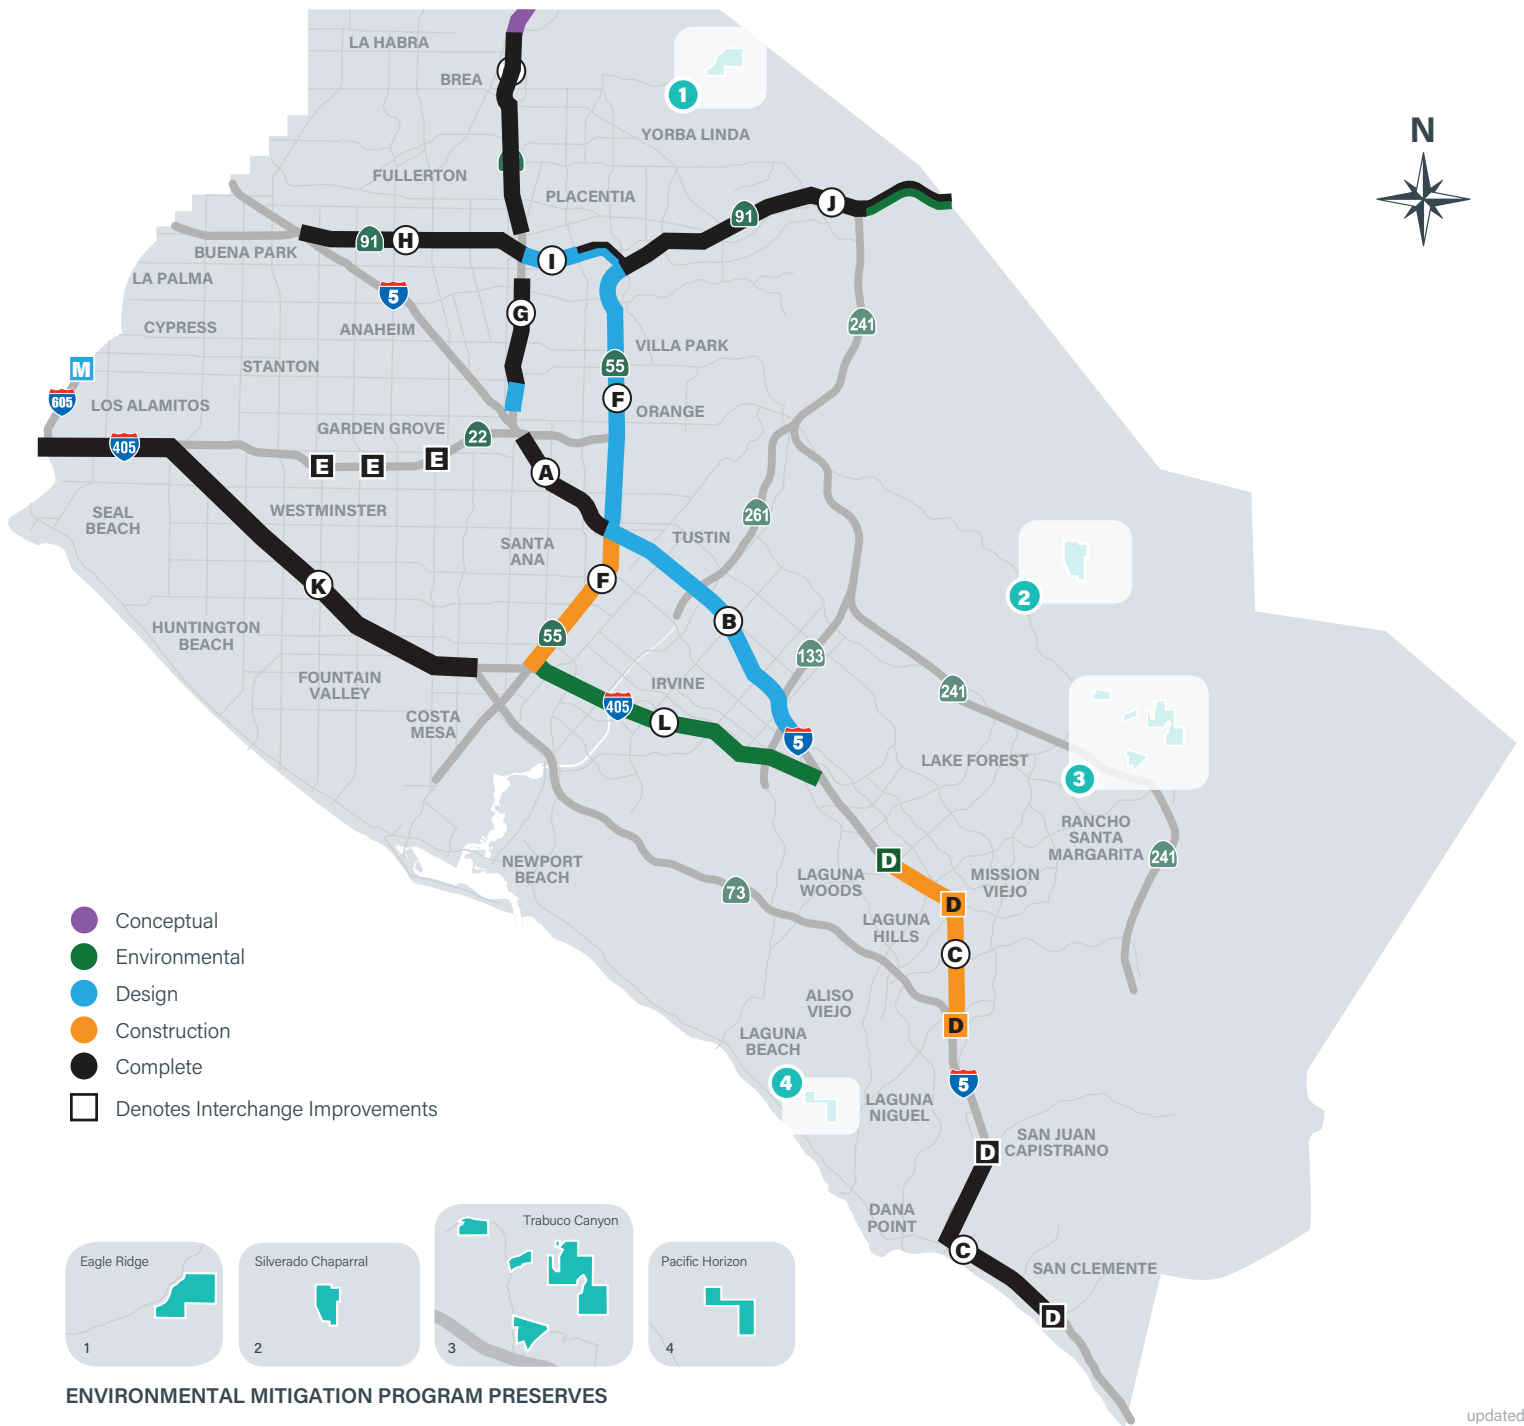 LA HABRA
BREA
1
N
YORBA LINDA
FULLERTON
PLACENTIA
J
91
91
H
BUENA PARK
I
LA PALMA
5
G
CYPRESS
ANAHEIM
241
VILLA PARK
STANTON
55
M
605
LOS ALAMITOS
F
ORANGE
GARDEN GROVE
22
405
E
E
E
A
WESTMINSTER
SEAL
BEACH
261
TUSTIN
SANTA
ANA
F
K
2
B
HUNTINGTON
BEACH
55
133
FOUNTAIN
VALLEY
IRVINE
241
405
L
COSTA
MESA
5
LAKE FOREST
3
RANCHO
SANTA
MARGARITA
241
D
NEWPORT
BEACH
LAGUNA
WOODS
MISSION
VIEJO
73
D
LAGUNA
HILLS
C
Conceptual
Environmental
Design
Construction
Complete
Denotes Interchange Improvements
ALISO
VIEJO
D
LAGUNA
BEACH
4
5
LAGUNA
NIGUEL
SAN JUAN
CAPISTRANO
D
DANA
POINT
C
SAN CLEMENTE
D
Eagle Ridge
1
Silverado Chaparral
2
Trabuco Canyon
3
Pacific Horizon
4
ENVIRONMENTAL MITIGATION PROGRAM PRESERVES
updated